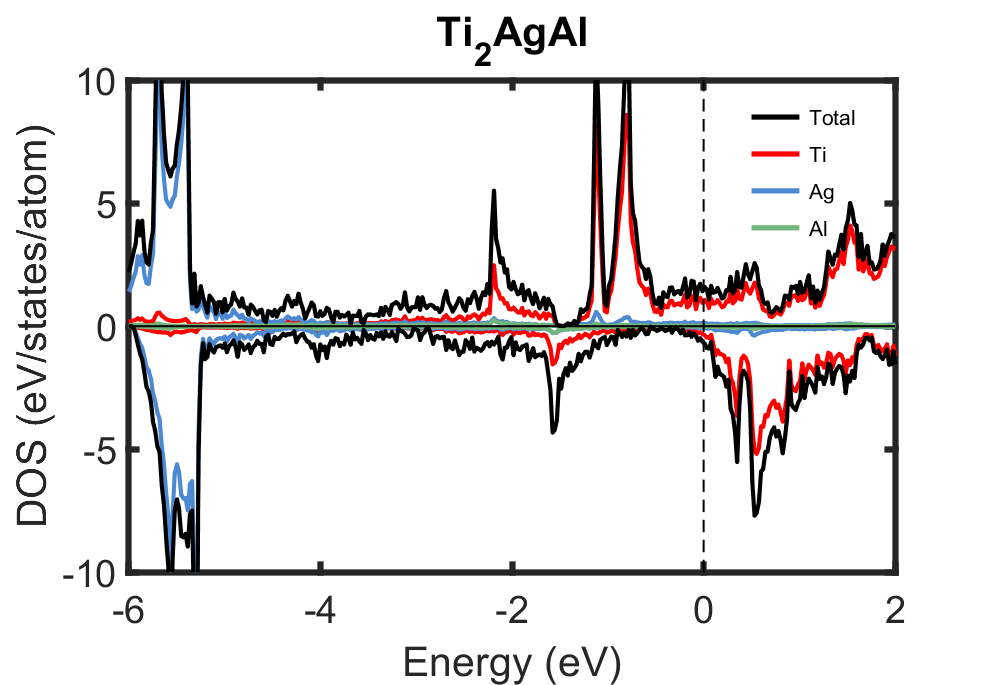 Ti₂AgAl
DOS (eV/states/atom)
10
5
0
-5
-10
Total
Ti
Ag
Al
-6
-4
-2
0
2
Energy (eV)